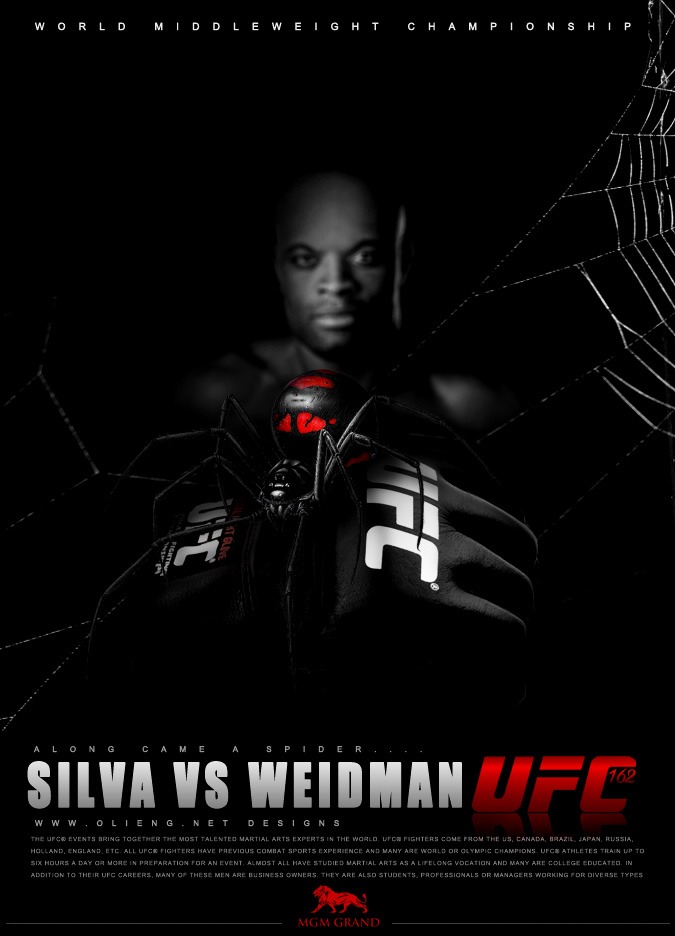 WORLD MIDDLEWEIGHT CHAMPIONSHIP
UFC
UFC®
ALONG CAME A SPIDER....
SILVA VS WEIDMAN UFC 162
WWW.OLIENG.NET DESIGNS
THE UFC® EVENTS BRING TOGETHER THE MOST TALENTED MARTIAL ARTS EXPERTS IN THE WORLD. UFC® FIGHTERS COME FROM THE US, CANADA, BRAZIL, JAPAN, RUSSIA,
HOLLAND, ENGLAND, ETC. ALL UFC® FIGHTERS HAVE PREVIOUS COMBAT SPORTS EXPERIENCE AND MANY ARE WORLD OR OLYMPIC CHAMPIONS. UFC® ATHLETES TRAIN UP TO
SIX HOURS A DAY OR MORE IN PREPARATION FOR AN EVENT. ALMOST ALL HAVE STUDIED MARTIAL ARTS AS A LIFELONG VOCATION AND MANY ARE COLLEGE EDUCATED. IN
ADDITION TO THEIR UFC CAREERS, MANY OF THESE MEN ARE BUSINESS OWNERS. THEY ARE ALSO STUDENTS, PROFESSIONALS OR MANAGERS WORKING FOR DIVERSE TYPES
MGM GRAND